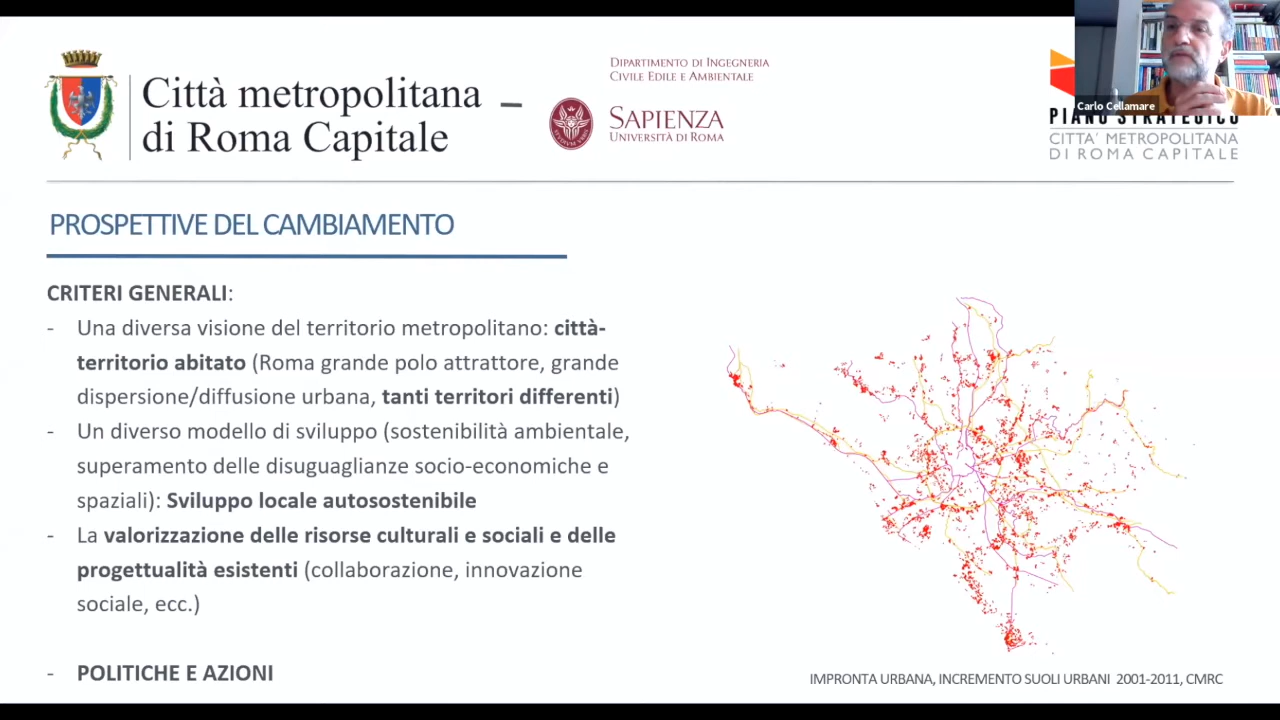 Città metropolitana
di Roma Capitale
DIPARTIMENTO DI INGEGNERIA
CIVILE EDILE E AMBIENTALE
SAPIENZA
UNIVERSITÀ DI ROMA
Carlo Cellamare
PIANO STRATEGICO
CITTA' METROPOLITANA
DI ROMA CAPITALE
PROSPETTIVE DEL CAMBIAMENTO
CRITERI GENERALI:
- Una diversa visione del territorio metropolitano: città-
territorio abitato (Roma grande polo attrattore, grande
dispersione/diffusione urbana, tanti territori differenti)
- Un diverso modello di sviluppo (sostenibilità ambientale,
superamento delle disuguaglianze socio-economiche e
spaziali): Sviluppo locale autosostenibile
- La valorizzazione delle risorse culturali e sociali e delle
progettualità esistenti (collaborazione, innovazione
sociale, ecc.)
- POLITICHE E AZIONI
IMPRONTA URBANA, INCREMENTO SUOLI URBANI 2001-2011, CMRC